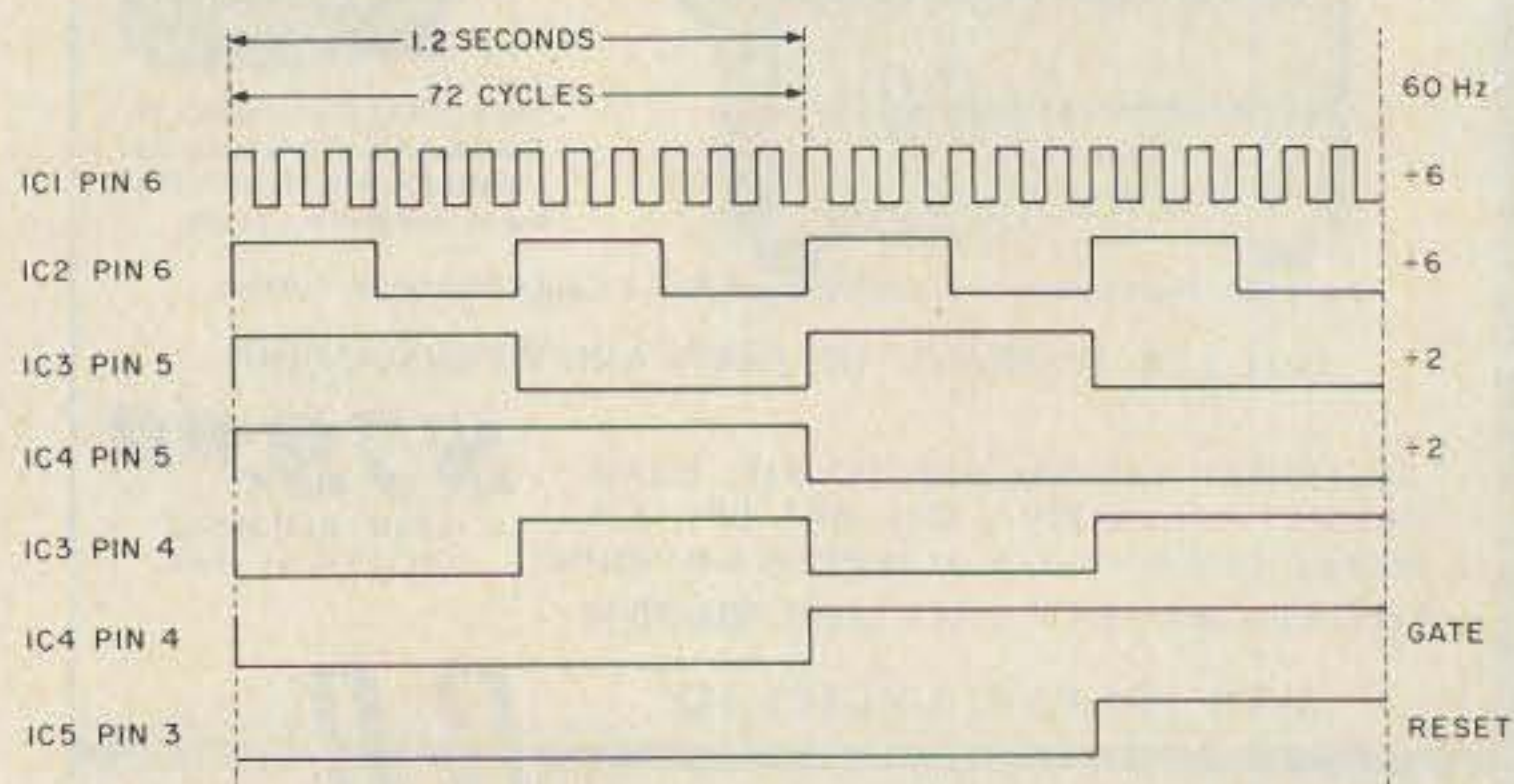 1.2 SECONDS
72 CYCLES
60 Hz
IC1 PIN 6
÷6
IC2 PIN 6
÷6
IC3 PIN 5
÷2
IC4 PIN 5
÷2
IC3 PIN 4
IC4 PIN 4
GATE
IC5 PIN 3
RESET